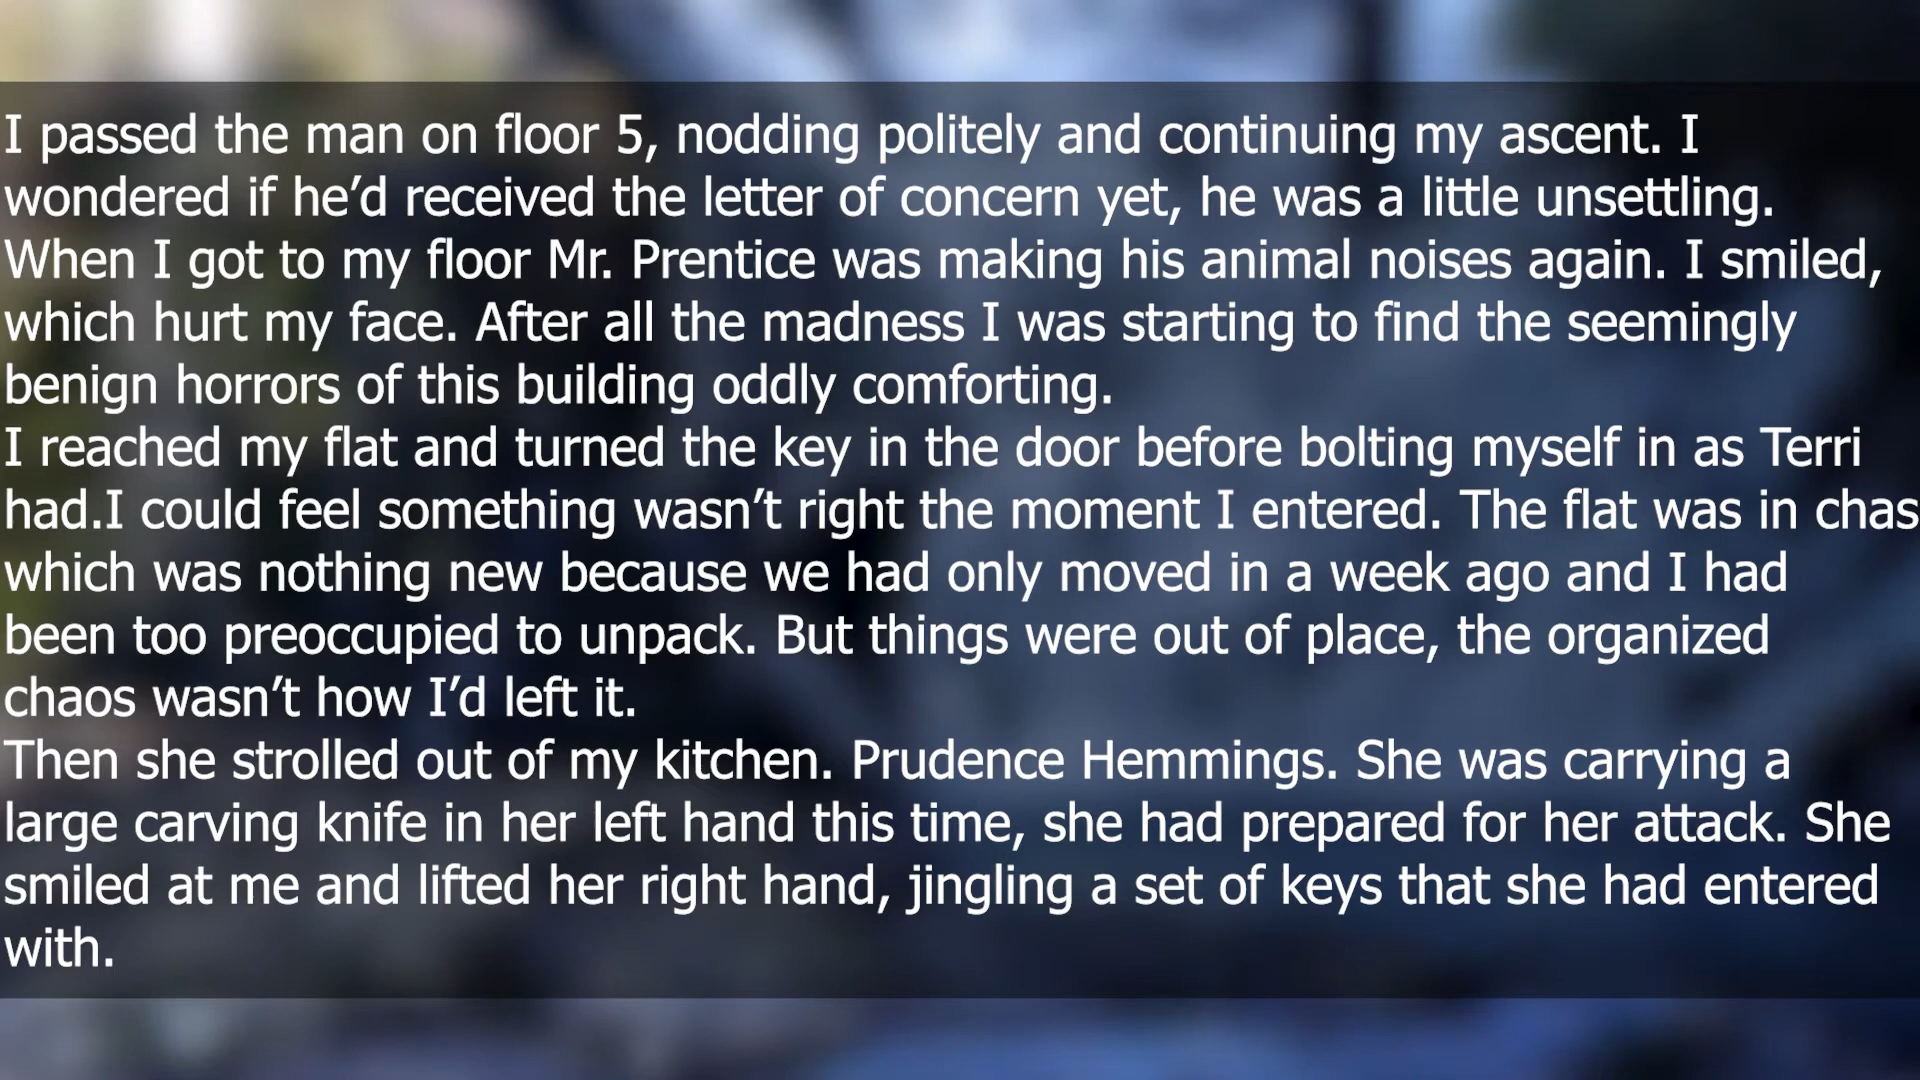 I passed the man on floor 5, nodding politely and continuing my ascent. I
wondered if he’d received the letter of concern yet, he was a little unsettling.
When I got to my floor Mr. Prentice was making his animal noises again. I smiled,
which hurt my face. After all the madness I was starting to find the seemingly
benign horrors of this building oddly comforting.
I reached my flat and turned the key in the door before bolting myself in as Terri
had.I could feel something wasn’t right the moment I entered. The flat was in chas
which was nothing new because we had only moved in a week ago and I had
been too preoccupied to unpack. But things were out of place, the organized
chaos wasn’t how I’d left it.
Then she strolled out of my kitchen. Prudence Hemmings. She was carrying a
large carving knife in her left hand this time, she had prepared for her attack. She
smiled at me and lifted her right hand, jingling a set of keys that she had entered
with.